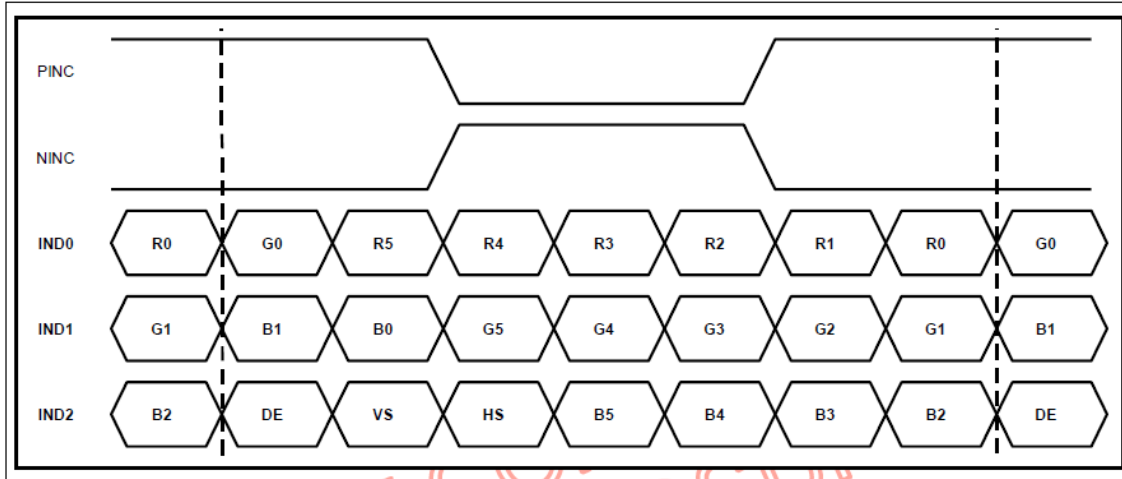 PINC
NINC
IND0 R0 G0 R5 R4 R3 R2 R1 R0 G0
IND1 G1 B1 B0 G5 G4 G3 G2 G1 B1
IND2 B2 DE VS HS B5 B4 B3 B2 DE